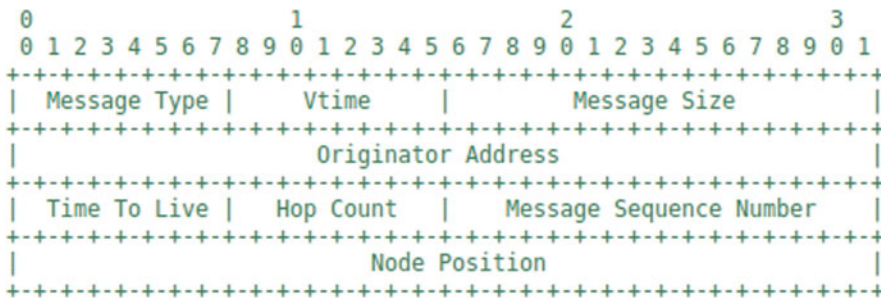 0 1 2 3
0 1 2 3 4 5 6 7 8 9 0 1 2 3 4 5 6 7 8 9 0 1 2 3 4 5 6 7 8 9 0 1
+-+-+-+-+-+-+-+-+-+-+-+-+-+-+-+-+-+-+-+-+-+-+-+-+-+-+-+-+-+-+-+-+
| Message Type | Vtime | Message Size |
+-+-+-+-+-+-+-+-+-+-+-+-+-+-+-+-+-+-+-+-+-+-+-+-+-+-+-+-+-+-+-+-+
| Originator Address |
+-+-+-+-+-+-+-+-+-+-+-+-+-+-+-+-+-+-+-+-+-+-+-+-+-+-+-+-+-+-+-+-+
| Time To Live | Hop Count | Message Sequence Number |
+-+-+-+-+-+-+-+-+-+-+-+-+-+-+-+-+-+-+-+-+-+-+-+-+-+-+-+-+-+-+-+-+
| Node Position |
+-+-+-+-+-+-+-+-+-+-+-+-+-+-+-+-+-+-+-+-+-+-+-+-+-+-+-+-+-+-+-+-+